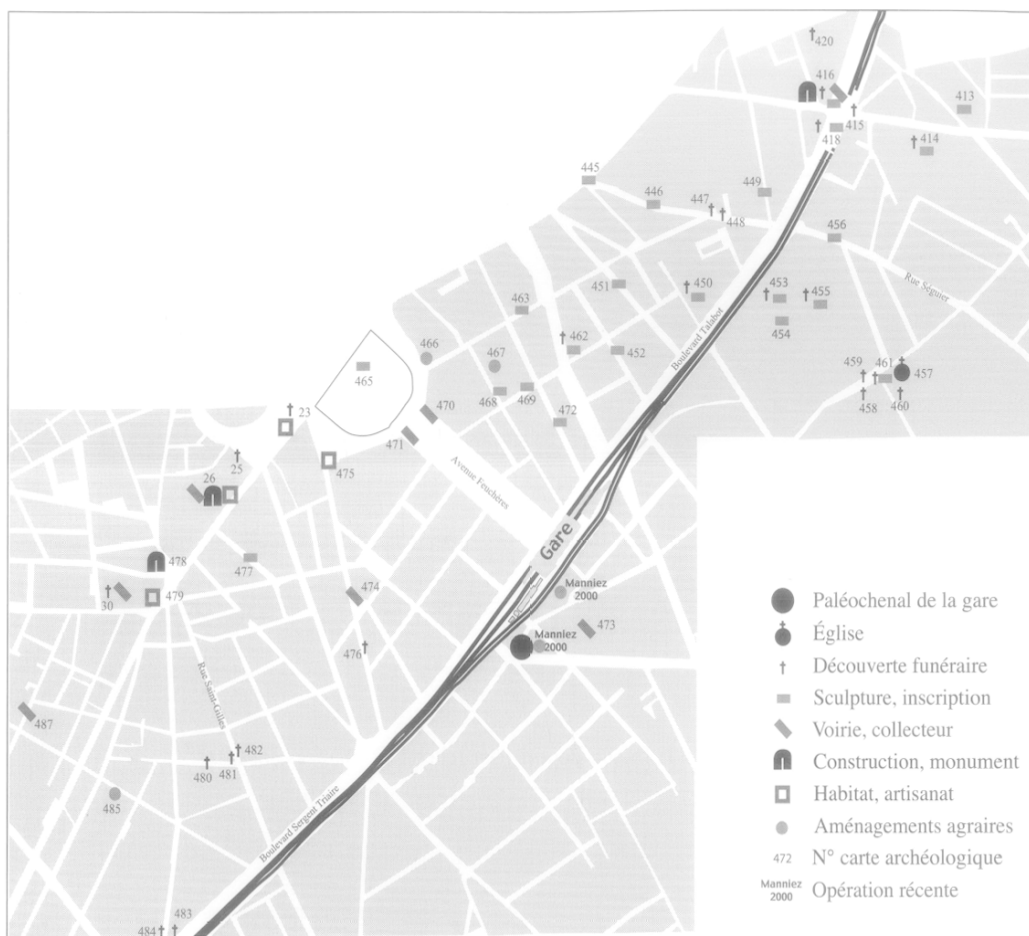 420
416
413
415
418
414
445
446
447
448
449
456
Rue Séguier
450
451
453
455
454
463
462
452
466
467
465
468
469
472
470
471
459
461
457
458
460
Boulevard Talabot
23
25
26
475
Avenue Feuchères
Gare
477
478
479
30
474
476
Manniez
2000
Manniez
2000
473
487
Rue Saint-Gilles
482
480
481
485
Boulevard Sergent Triaire
483
484
Paléochenal de la gare
Église
Découverte funéraire
Sculpture, inscription
Voirie, collecteur
Construction, monument
Habitat, artisanat
Aménagements agraires
472 N° carte archéologique
Manniez
2000 Opération récente